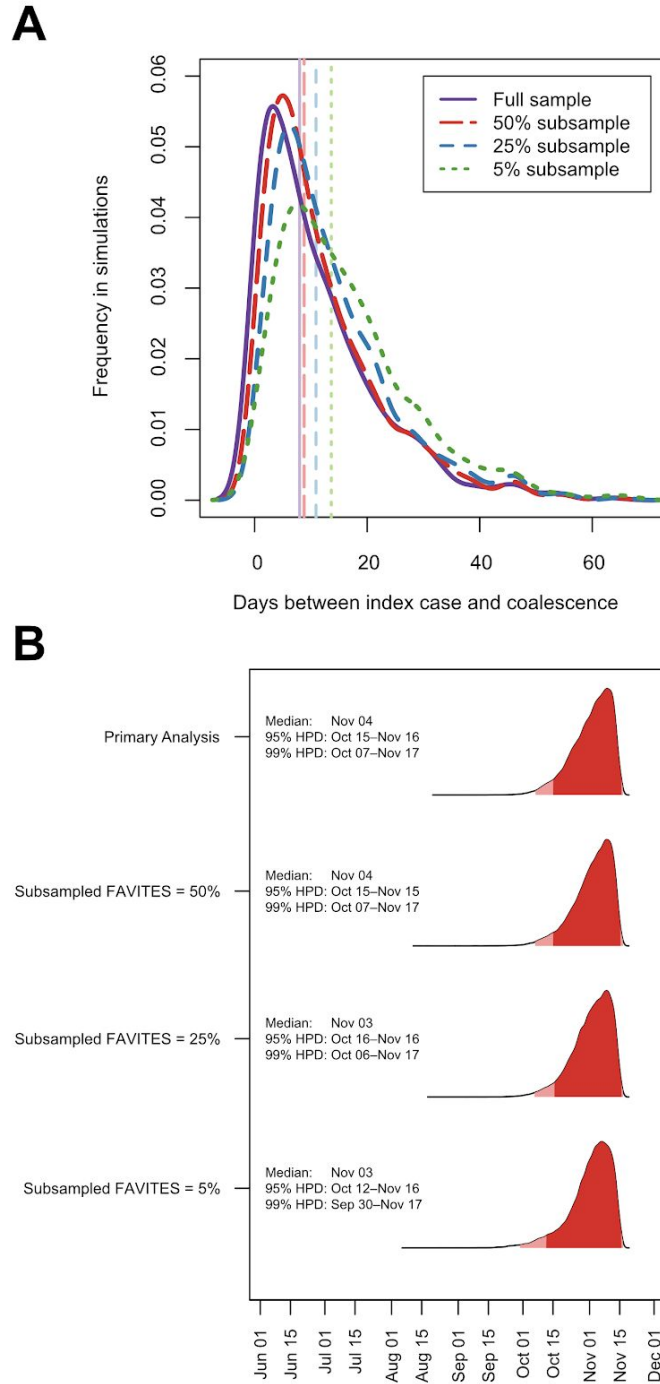 A
Frequency in simulations
0.06
0.05
0.04
0.03
0.02
0.01
0.00
Full sample
50% subsample
25% subsample
5% subsample
0 20 40 60
Days between index case and coalescence
B
Primary Analysis
Median: Nov 04
95% HPD: Oct 15–Nov 16
99% HPD: Oct 07–Nov 17
Subsampled FAVITES = 50%
Median: Nov 04
95% HPD: Oct 15–Nov 15
99% HPD: Oct 07–Nov 17
Subsampled FAVITES = 25%
Median: Nov 03
95% HPD: Oct 16–Nov 16
99% HPD: Oct 06–Nov 17
Subsampled FAVITES = 5%
Median: Nov 03
95% HPD: Oct 12–Nov 16
99% HPD: Sep 30–Nov 17
Jun 01
Jun 15
Jul 01
Jul 15
Aug 01
Aug 15
Sep 01
Sep 15
Oct 01
Oct 15
Nov 01
Nov 15
Dec 01